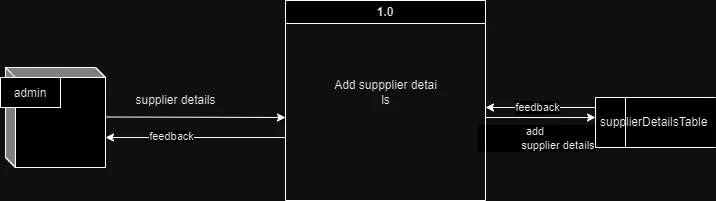 1.0
admin
supplier details
feedback
Add suppplier detai
ls
feedback
add
supplier details
supplierDetailsTable